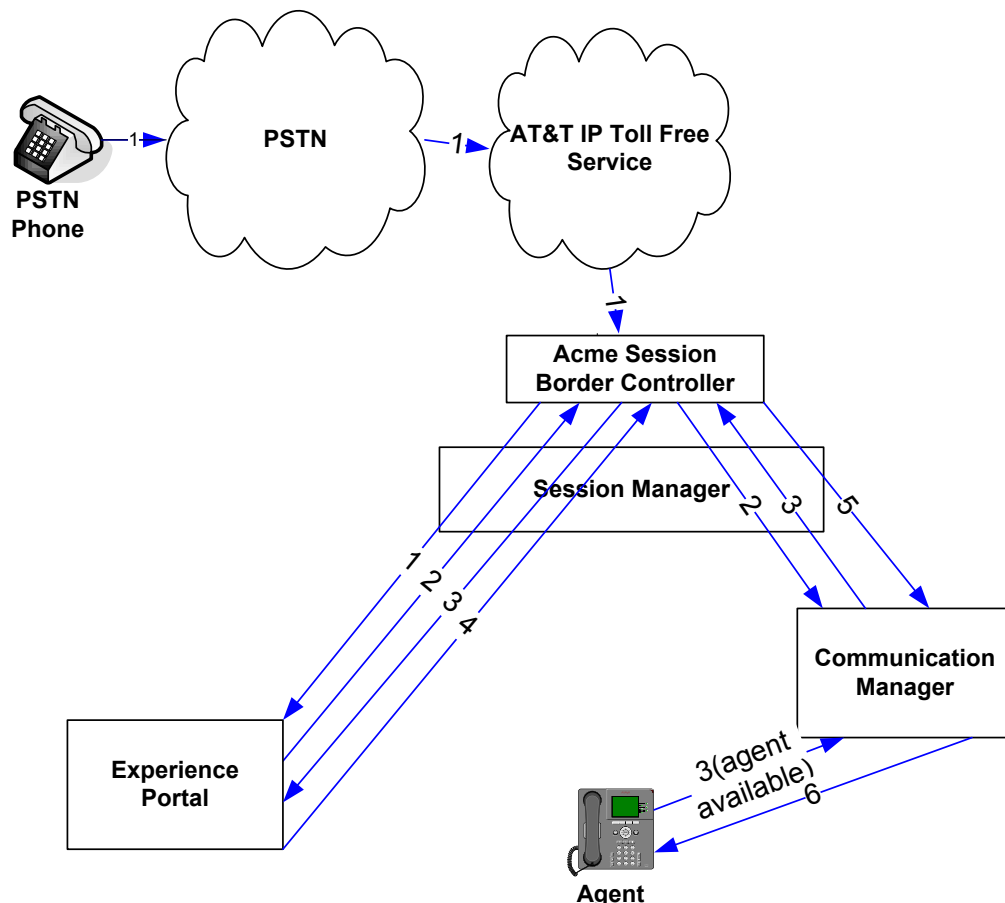 1
PSTN
Phone
PSTN
1
AT&T IP Toll Free
Service
1
Acme Session
Border Controller
Session Manager
1
2
3
4
2
3
5
Experience
Portal
Communication
Manager
3(agent
available)
6
Agent